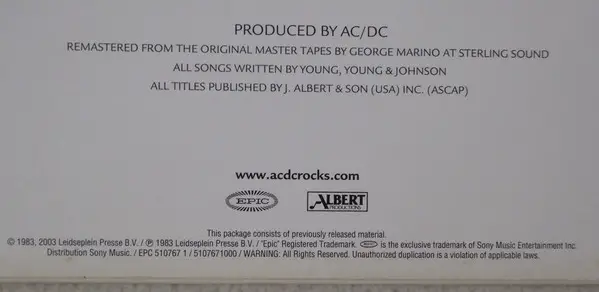 PRODUCED BY AC/DC
REMASTERED FROM THE ORIGINAL MASTER TAPES BY GEORGE MARINO AT STERLING SOUND
ALL SONGS WRITTEN BY YOUNG, YOUNG & JOHNSON
ALL TITLES PUBLISHED BY J. ALBERT & SON (USA) INC. (ASCAP)
www.acdcrocks.com
EPIC
ALBERT
PRODUCTIONS
This package consists of previously released material.
© 1983, 2003 Leidseplein Presse B.V. / ℗ 1983 Leidseplein Presse B.V. / "Epic" Registered Trademark. EPIC is the exclusive trademark of Sony Music Entertainment Inc.
Distribution Sony Music. / EPC 510767 1 / 5107671000 / WARNING: All Rights Reserved. Unauthorized duplication is a violation of applicable laws.